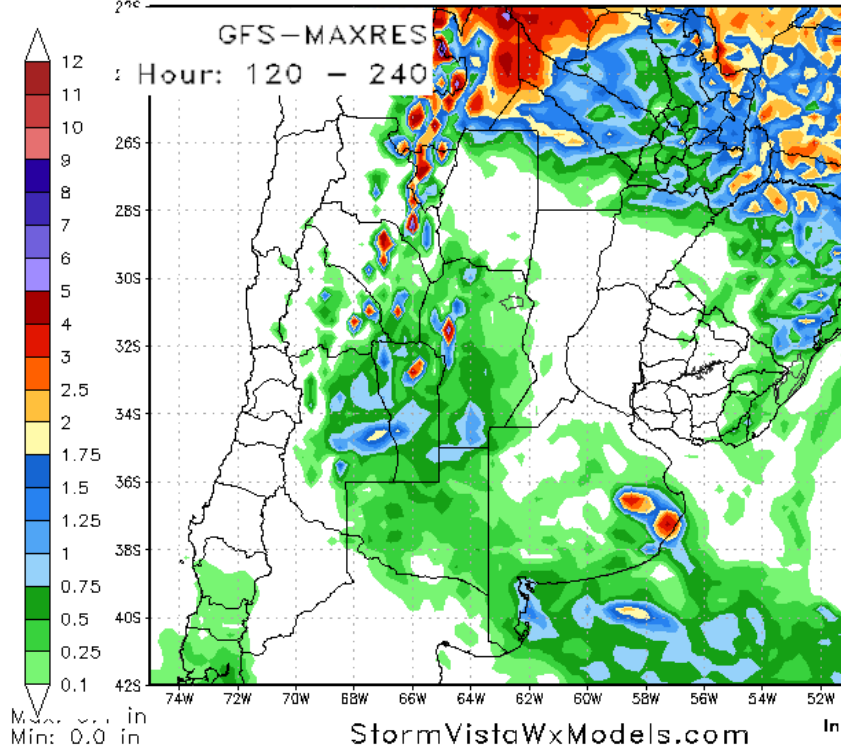 GFS-MAXRES
Hour: 120 - 240
12
11
10
9
8
7
6
5
4
3
2.5
2
1.75
1.5
1.25
1
0.75
0.5
0.25
0.1
26S
28S
30S
32S
34S
36S
38S
40S
42S
74W
72W
70W
68W
66W
64W
62W
60W
58W
56W
54W
52W
Min: 0.0 in
StormVistaWxModels.com
In